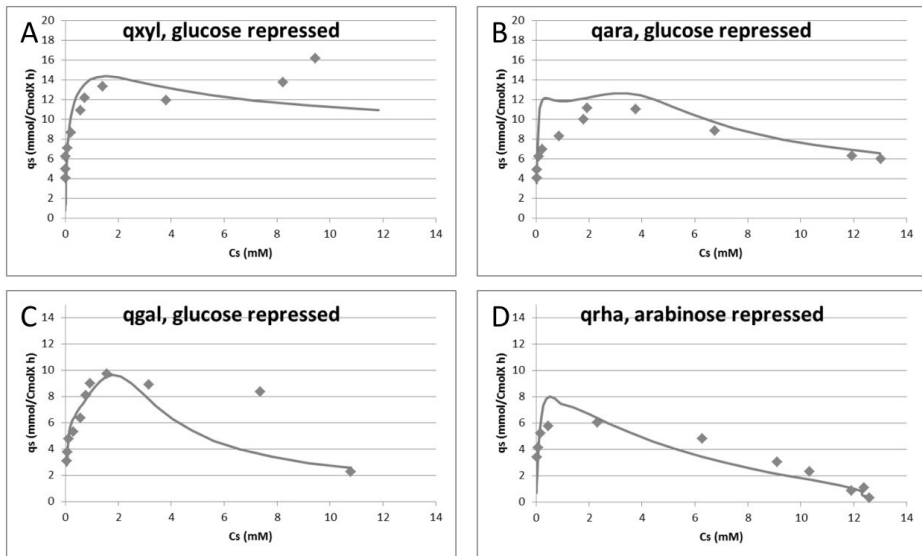 A
qxyl, glucose repressed
qs (mmol/CmolX h)
20
18
16
14
12
10
8
6
4
2
0
0 2 4 6 8 10 12 14
Cs (mM)
B
qara, glucose repressed
qs (mmol/CmolX h)
20
18
16
14
12
10
8
6
4
2
0
0 2 4 6 8 10 12 14
Cs (mM)
C
qgal, glucose repressed
qs (mmol/CmolX h)
14
12
10
8
6
4
2
0
0 2 4 6 8 10 12 14
Cs (mM)
D
qrha, arabinose repressed
qs (mmol/CmolX h)
14
12
10
8
6
4
2
0
0 2 4 6 8 10 12 14
Cs (mM)